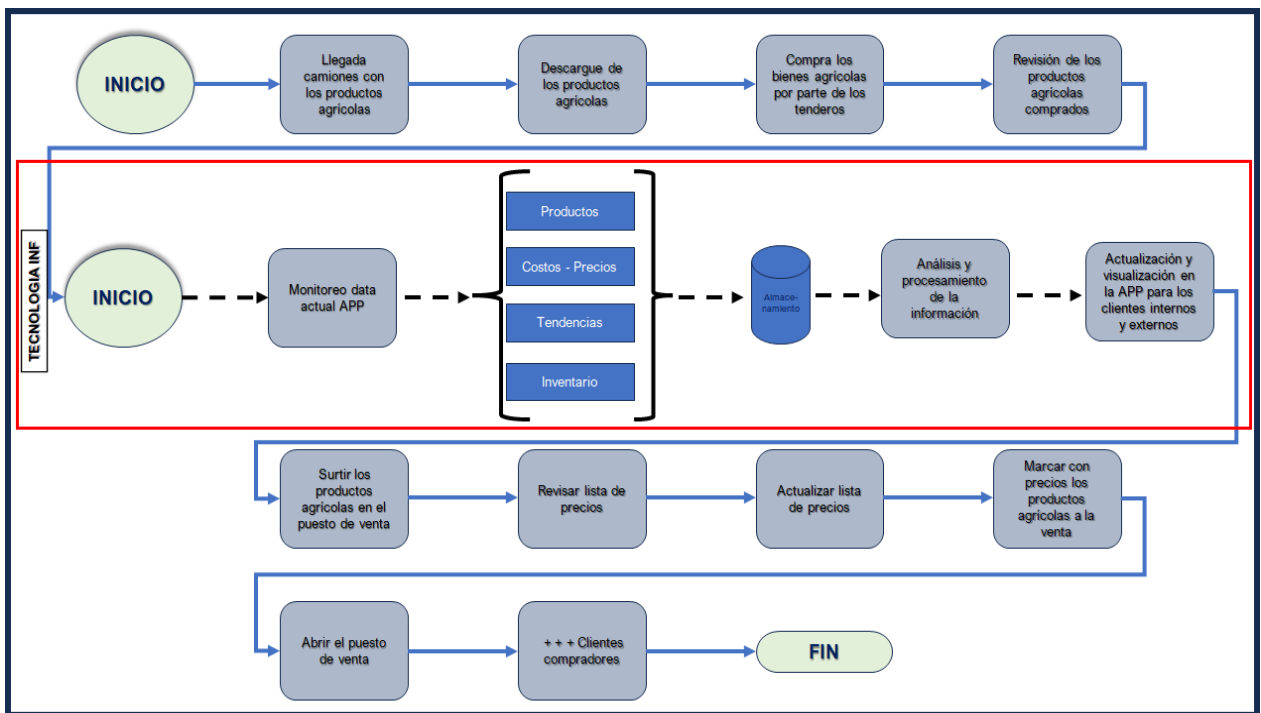 INICIO
Llegada
camiones con
los productos
agrícolas
Descargue de
los productos
agrícolas
Compra los
bienes agrícolas
por parte de los
tenderos
Revisión de los
productos
agrícolas
comprados
TECNOLOGIA INF
INICIO
Monitoreo data
actual APP
Productos
Costos - Precios
Tendencias
Inventario
Almace-
namiento
Análisis y
procesamiento
de la
información
Actualización y
visualización en
la APP para los
clientes internos
y externos
Surtir los
productos
agrícolas en el
puesto de venta
Revisar lista de
precios
Actualizar lista
de precios
Marcar con
precios los
productos
agrícolas a la
venta
Abrir el puesto
de venta
+ + + Clientes
compradores
FIN